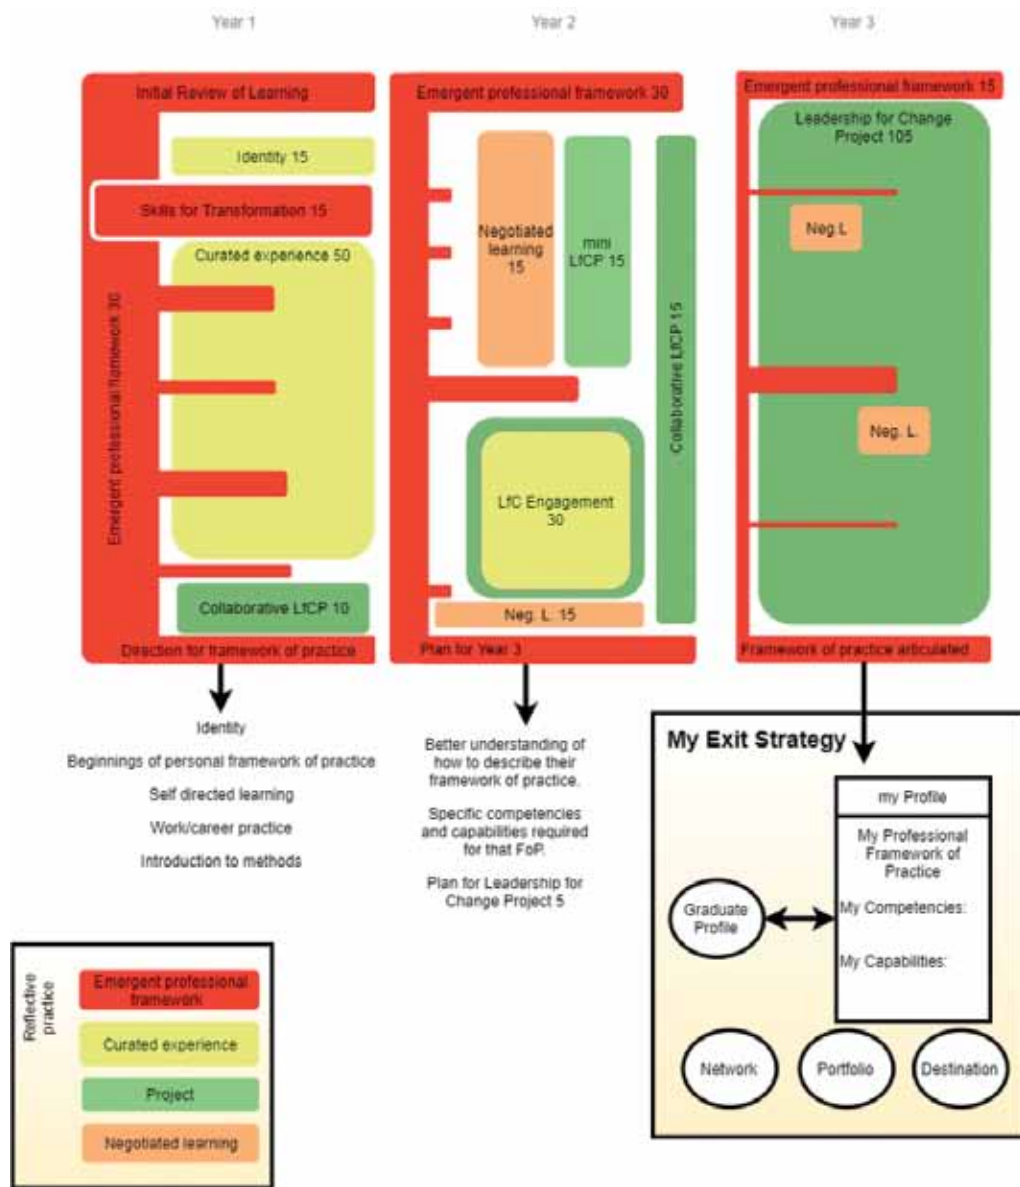 Year 1
Year 2
Year 3
Initial Review of Learning
Identity 15
Skills for Transformation 15
Curated experience 50
Emergent professional framework 30
Collaborative LfCP 10
Direction for framework of practice
Emergent professional framework 30
Negotiated
learning
15
mini
LfCP 15
Collaborative LfCP 15
LfC Engagement
30
Neg. L. 15
Plan for Year 3
Emergent professional framework 15
Leadership for Change
Project 105
Neg.L
Neg. L.
Framework of practice articulated
Identity
Beginnings of personal framework of practice
Self directed learning
Work/career practice
Introduction to methods
Better understanding of
how to describe their
framework of practice.
Specific competencies
and capabilities required
for that FoP.
Plan for Leadership for
Change Project 5
My Exit Strategy
my Profile
My Professional
Framework of
Practice
My Competencies:
My Capabilities:
Graduate
Profile
Network
Portfolio
Destination
Reflective
practice
Emergent professional
framework
Curated experience
Project
Negotiated learning